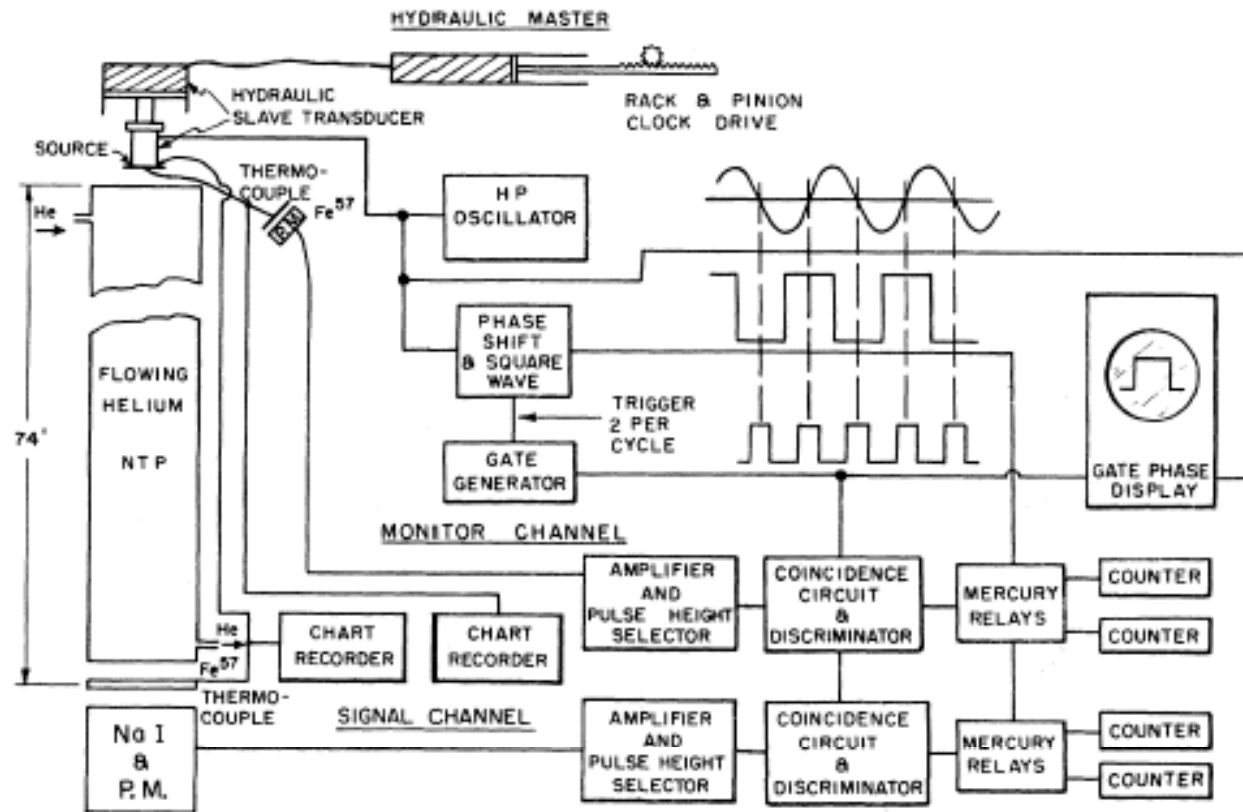 HYDRAULIC MASTER
HYDRAULIC
SLAVE TRANSDUCER
RACK & PINION
CLOCK DRIVE
SOURCE
THERMO-
COUPLE
Fe57
P.M.
He
HP
OSCILLATOR
PHASE
SHIFT
& SQUARE
WAVE
TRIGGER
2 PER
CYCLE
GATE
GENERATOR
GATE PHASE
DISPLAY
FLOWING
HELIUM
NTP
74'
MONITOR CHANNEL
AMPLIFIER
AND
PULSE HEIGHT
SELECTOR
COINCIDENCE
CIRCUIT
&
DISCRIMINATOR
MERCURY
RELAYS
COUNTER
COUNTER
He
CHART
RECORDER
CHART
RECORDER
Fe57
THERMO-
COUPLE
SIGNAL CHANNEL
Na I
&
P.M.
AMPLIFIER
AND
PULSE HEIGHT
SELECTOR
COINCIDENCE
CIRCUIT
&
DISCRIMINATOR
MERCURY
RELAYS
COUNTER
COUNTER